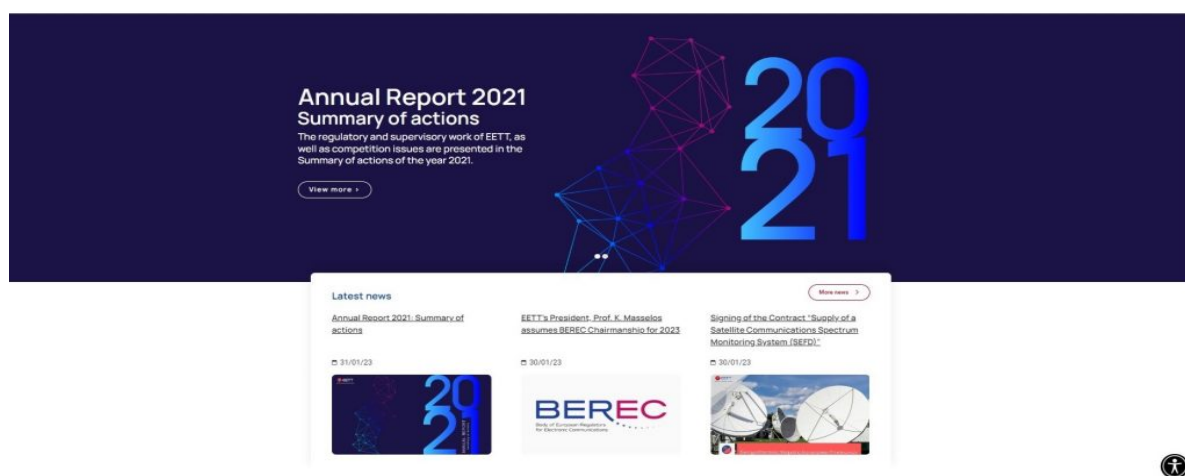 Annual Report 2021
Summary of actions
The regulatory and supervisory work of EETT, as
well as competition issues are presented in the
Summary of actions of the year 2021.
View more ›
20
21
Latest news
More news >
Annual Report 2021: Summary of
actions
31/01/23
EETT's President, Prof. K. Masselos
assumes BEREC Chairmanship for 2023
30/01/23
Signing of the Contract "Supply of a
Satellite Communications Spectrum
Monitoring System (SEFD)"
30/01/23
EETT
20
21
ANNUAL REPORT
BEREC
Body of European Regulators
for Electronic Communications
EETT